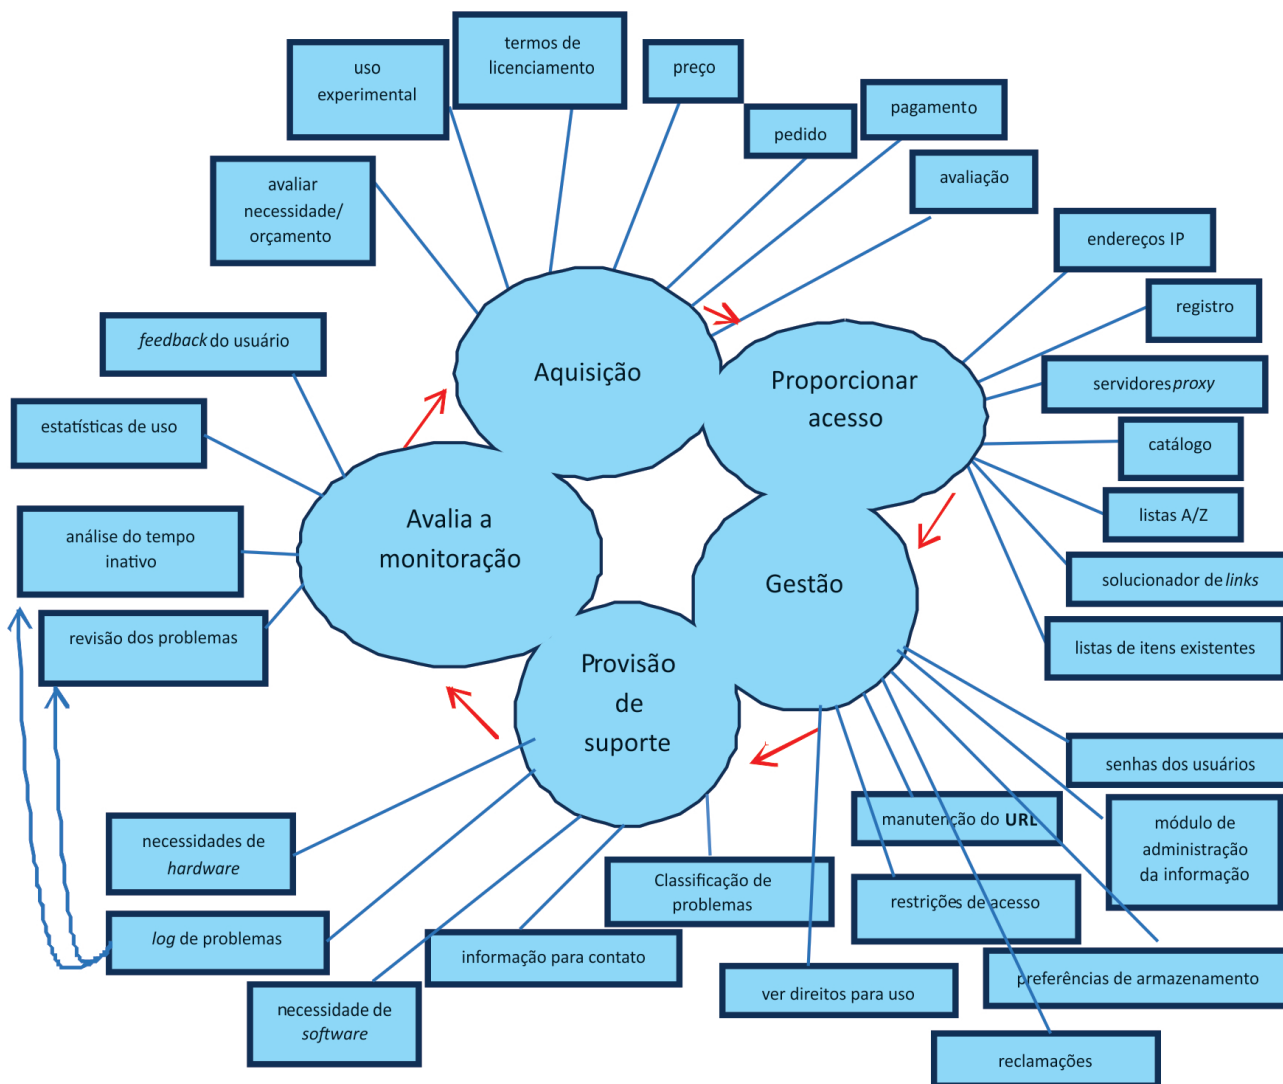 termos de
licenciamento
uso
experimental
preço
pedido
pagamento
avaliar
necessidade/
orçamento
avaliação
endereços IP
registro
servidores proxy
catálogo
listas A/Z
solucionador de links
listas de itens existentes
feedback do usuário
estatísticas de uso
análise do tempo
inativo
revisão dos problemas
Aquisição
Proporcionar
acesso
Avalia a
monitoração
Gestão
Provisão
de
suporte
senhas dos usuários
módulo de
administração
da informação
manutenção do URL
restrições de acesso
preferências de armazenamento
ver direitos para uso
reclamações
Classificação de
problemas
informação para contato
necessidades de
hardware
log de problemas
necessidade de
software